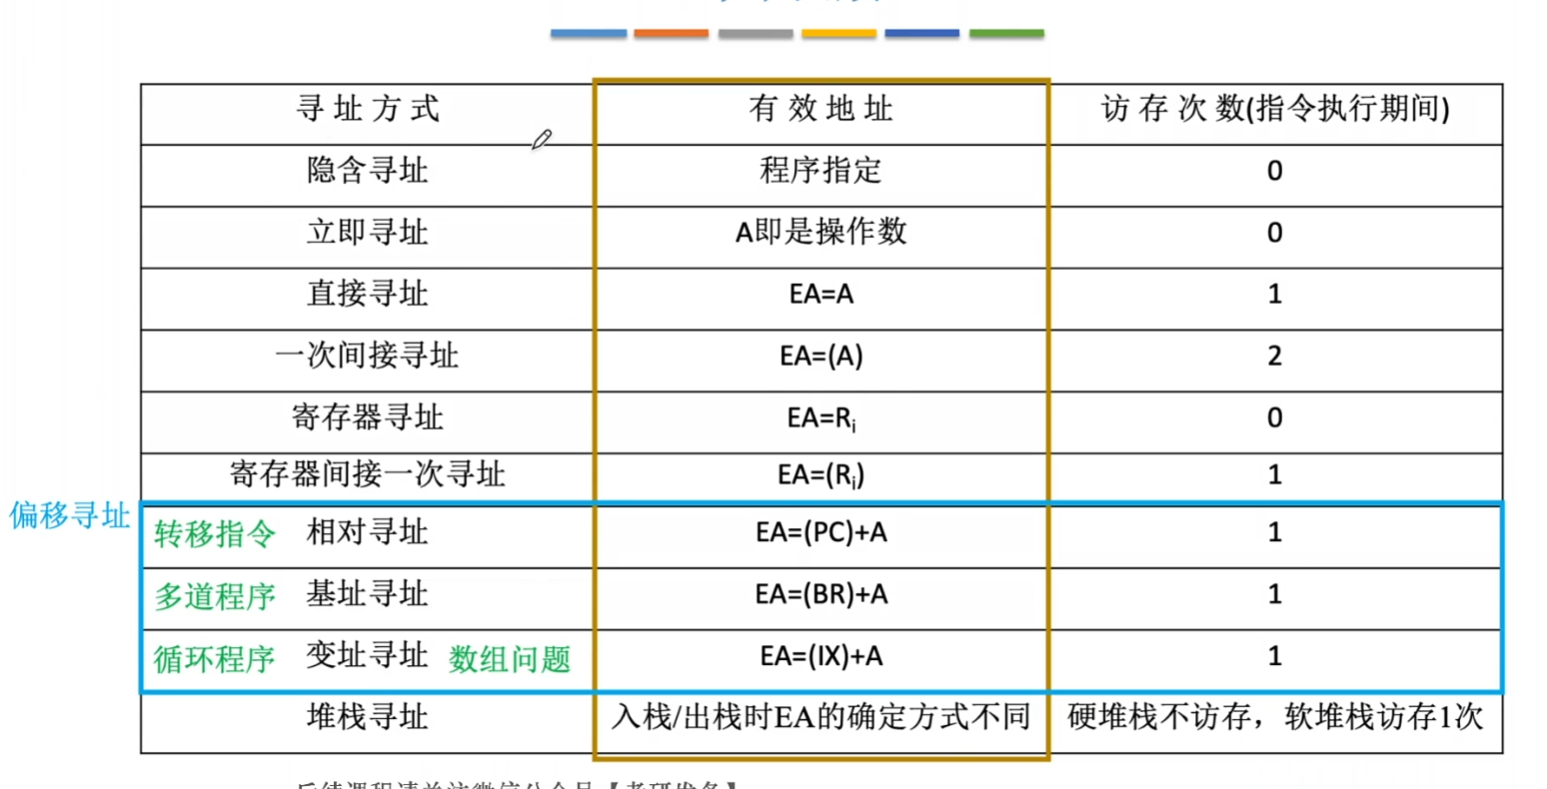 寻址方式 有效地址 访存次数(指令执行期间)
隐含寻址 程序指定 0
立即寻址 A即是操作数 0
直接寻址 EA=A 1
一次间接寻址 EA=(A) 2
寄存器寻址 EA=Rᵢ 0
寄存器间接一次寻址 EA=(Rᵢ) 1
偏移寻址
转移指令 相对寻址 EA=(PC)+A 1
多道程序 基址寻址 EA=(BR)+A 1
循环程序 变址寻址 数组问题 EA=(IX)+A 1
堆栈寻址 入栈/出栈时EA的确定方式不同 硬堆栈不访存，软堆栈访存1次